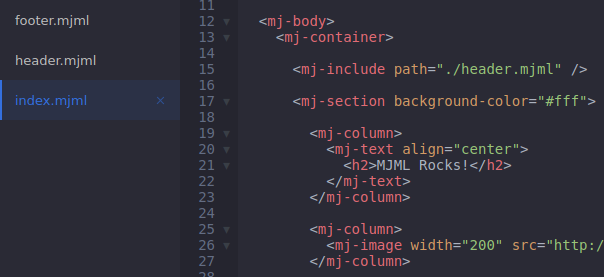 footer.mjml
header.mjml
index.mjml ×
11
12 ▼ <mj-body>
13 ▼ <mj-container>
14
15 <mj-include path="./header.mjml" />
16
17 ▼ <mj-section background-color="#fff">
18
19 ▼ <mj-column>
20 ▼ <mj-text align="center">
21 ▼ <h2>MJML Rocks!</h2>
22 </mj-text>
23 </mj-column>
24
25 ▼ <mj-column>
26 ▼ <mj-image width="200" src="http:/
27 </mj-column>
28